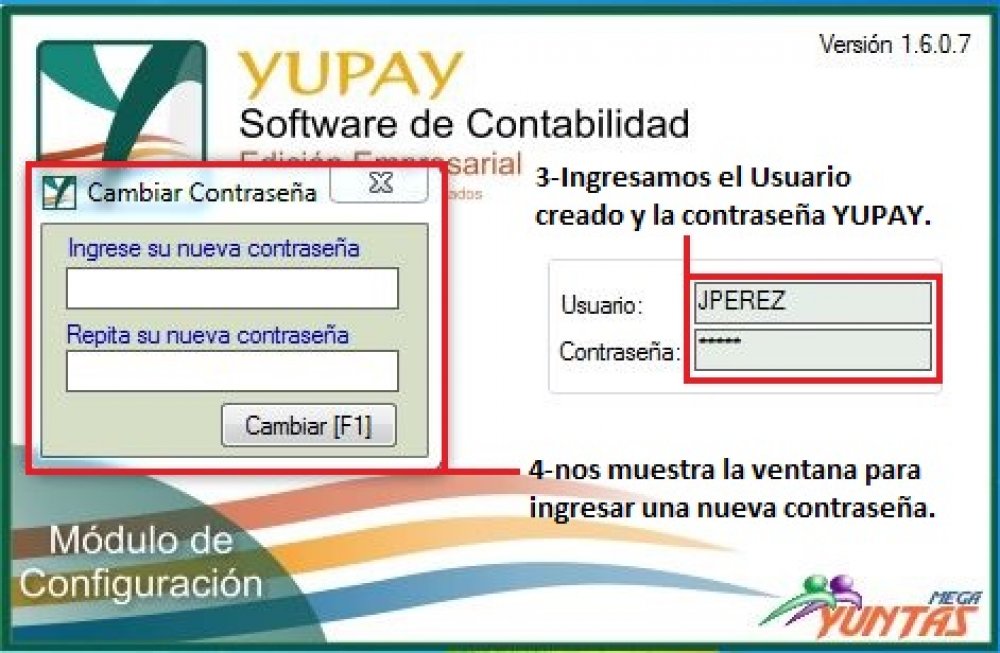 Versión 1.6.0.7
YUPAY
Software de Contabilidad
Edición Empresarial
3-Ingresamos el Usuario
creado y la contraseña YUPAY.
Cambiar Contraseña
Ingrese su nueva contraseña
Repita su nueva contraseña
Cambiar [F1]
Usuario:
JPEREZ
Contraseña:
*****
4-nos muestra la ventana para
ingresar una nueva contraseña.
Módulo de
Configuración
MEGA
YUNTAS